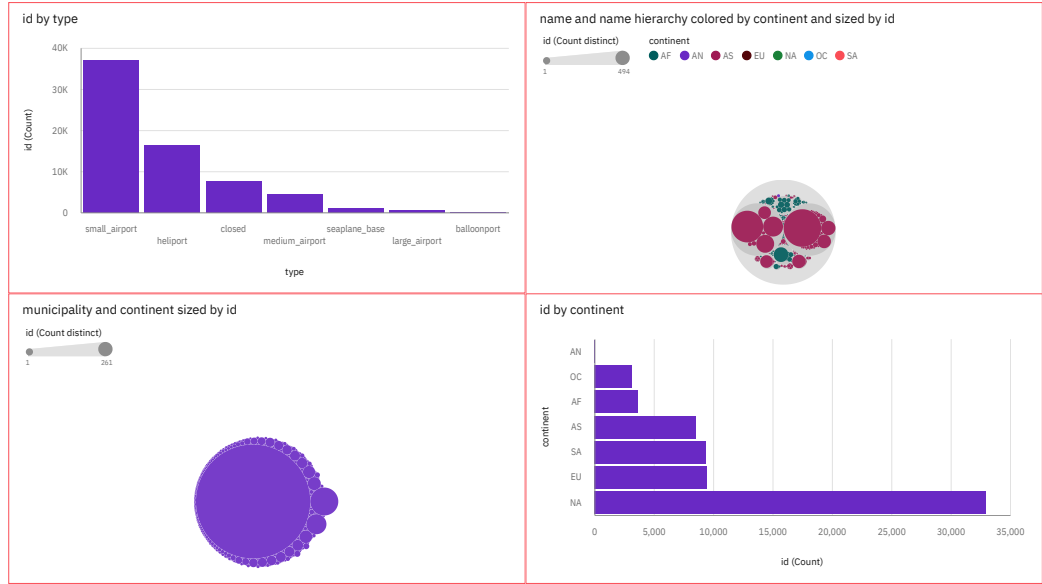 id by type
id (Count)
40K
30K
20K
10K
0
small_airport
heliport
closed
medium_airport
seaplane_base
large_airport
balloonport
type
name and name hierarchy colored by continent and sized by id
id (Count distinct)
1
494
continent
AF AN AS EU NA OC SA
municipality and continent sized by id
id (Count distinct)
1
261
id by continent
continent
AN
OC
AF
AS
SA
EU
NA
0 5,000 10,000 15,000 20,000 25,000 30,000 35,000
id (Count)